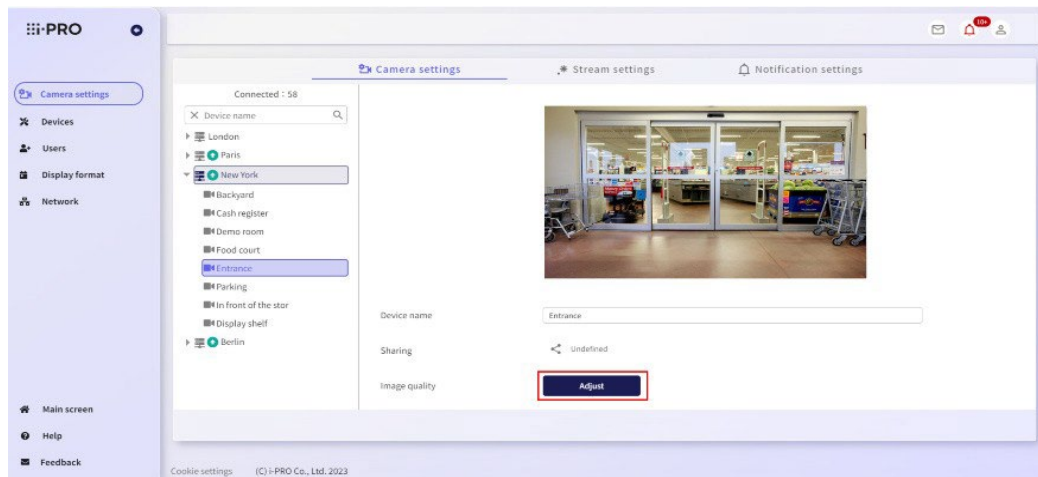 i-PRO
10+
Camera settings
Devices
Users
Display format
Network
Main screen
Help
Feedback
Camera settings
Stream settings
Notification settings
Connected : 58
Device name
London
Paris
New York
Backyard
Cash register
Demo room
Food court
Entrance
Parking
In front of the stor
Display shelf
Berlin
Device name
Entrance
Sharing
Undefined
Image quality
Adjust
Cookie settings (C) i-PRO Co., Ltd. 2023